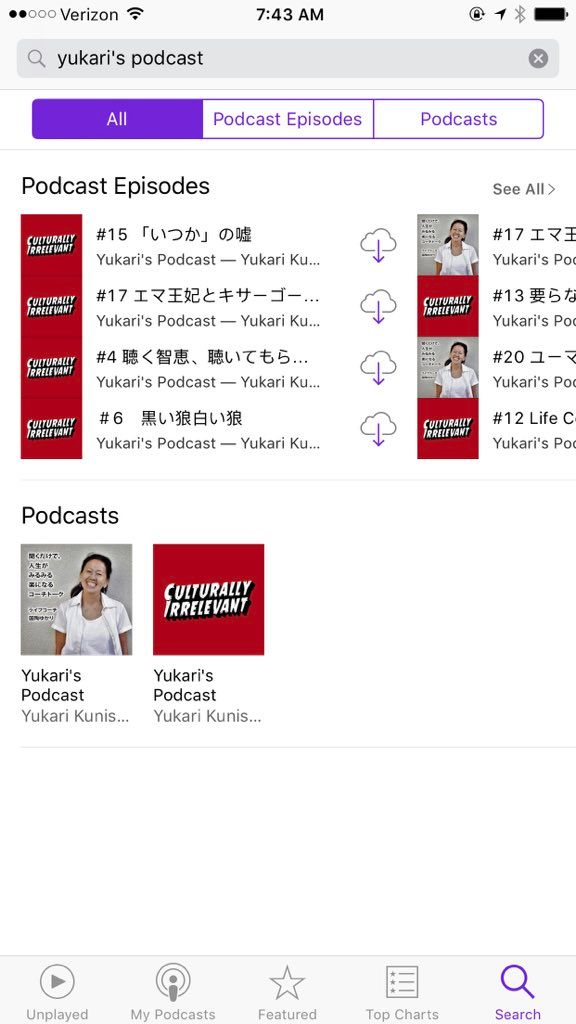 Verizon
7:43 AM
yukari's podcast
All
Podcast Episodes
Podcasts
Podcast Episodes
See All
CULTURALLY
IRRELEVANT
#15 「いつか」の嘘
Yukari's Podcast — Yukari Ku...
#17 エマ王
Yukari's Po
CULTURALLY
IRRELEVANT
#17 エマ王妃とキサーゴー...
Yukari's Podcast — Yukari Ku...
CULTURALLY
IRRELEVANT
#13 要らな
Yukari's Po
CULTURALLY
IRRELEVANT
#4 聴く智恵、聴いてもら...
Yukari's Podcast — Yukari Ku...
#20 ユーマ
Yukari's Po
CULTURALLY
IRRELEVANT
#6 黒い狼白い狼
Yukari's Podcast — Yukari Ku...
CULTURALLY
IRRELEVANT
#12 Life Co
Yukari's Po
Podcasts
聞くだけで、
人生が
みるみる
楽になる
コーチトーク
ライフコーチ
国陶ゆかり
CULTURALLY
IRRELEVANT
Yukari's
Podcast
Yukari Kunis...
Yukari's
Podcast
Yukari Kunis...
Unplayed
My Podcasts
Featured
Top Charts
Search